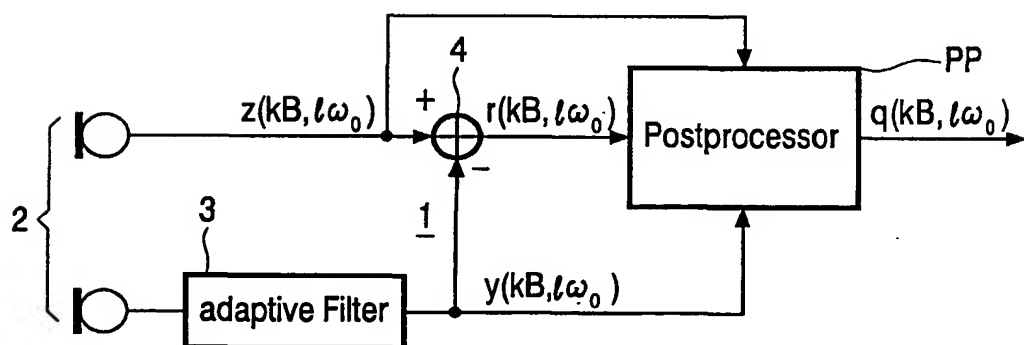 4
PP
z(kB,ℓω₀)
+
r(kB,ℓω₀)
Postprocessor
q(kB,ℓω₀)
−
2
3
1
adaptive Filter
y(kB,ℓω₀)